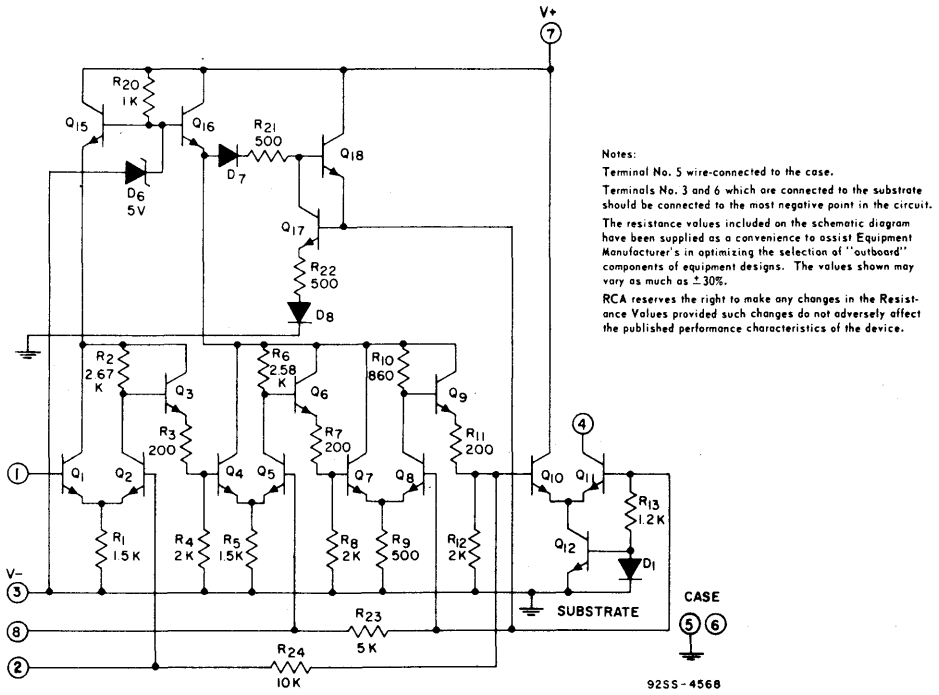 V+
7
R20
1K
Q15
Q16
R21
500
Q18
D7
D6
5V
Q17
R22
500
D8
Notes:
Terminal No. 5 wire-connected to the case.
Terminals No. 3 and 6 which are connected to the substrate
should be connected to the most negative point in the circuit.
The resistance values included on the schematic diagram
have been supplied as a convenience to assist Equipment
Manufacturer's in optimizing the selection of "outboard"
components of equipment designs. The values shown may
vary as much as ±30%.
RCA reserves the right to make any changes in the Resist-
ance Values provided such changes do not adversely affect
the published performance characteristics of the device.
R2
2.67
K
Q3
R6
2.58
K
Q6
R10
860
Q9
R3
200
R7
200
R11
200
4
1
Q1
Q2
Q4
Q5
Q7
Q8
Q10
Q11
R13
1.2K
R1
1.5K
R4
2K
R5
1.5K
R8
2K
R9
500
R12
2K
Q12
D1
V-
3
SUBSTRATE
CASE
5 6
8
R23
5K
2
R24
10K
92SS-4568